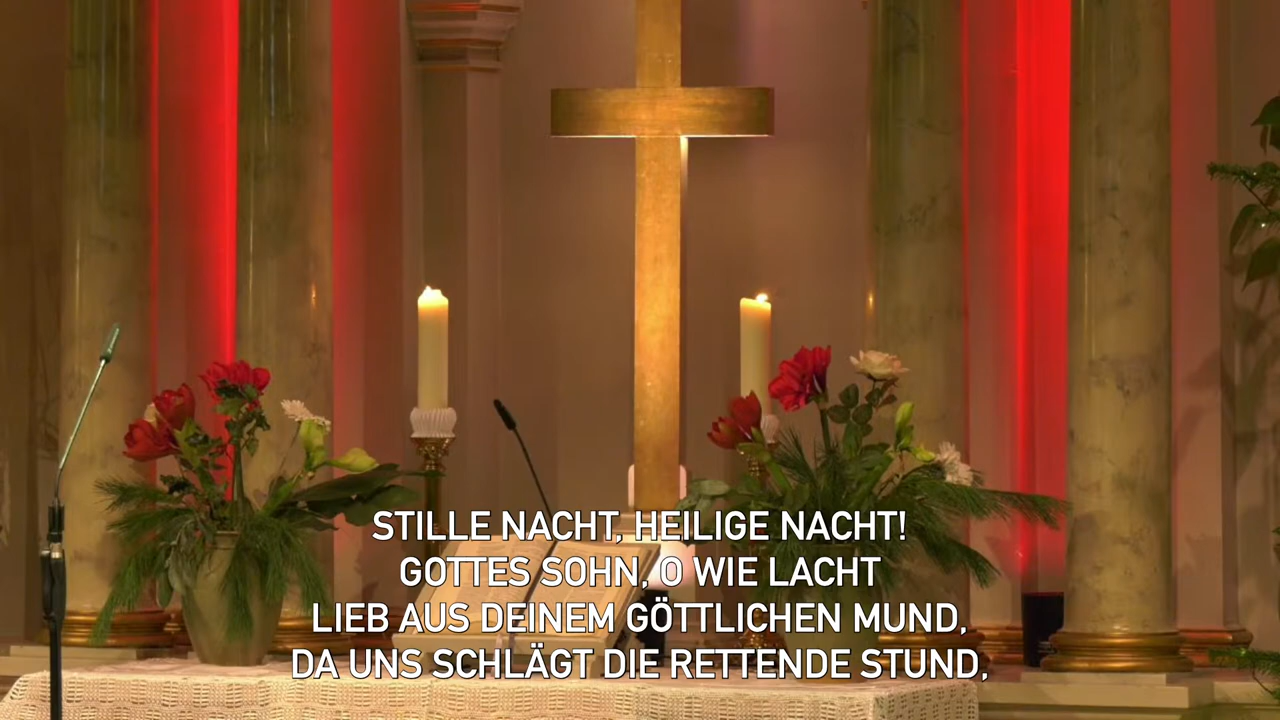 STILLE NACHT, HEILIGE NACHT!
GOTTES SOHN, O WIE LACHT
LIEB AUS DEINEM GÖTTLICHEN MUND,
DA UNS SCHLÄGT DIE RETTENDE STUND,